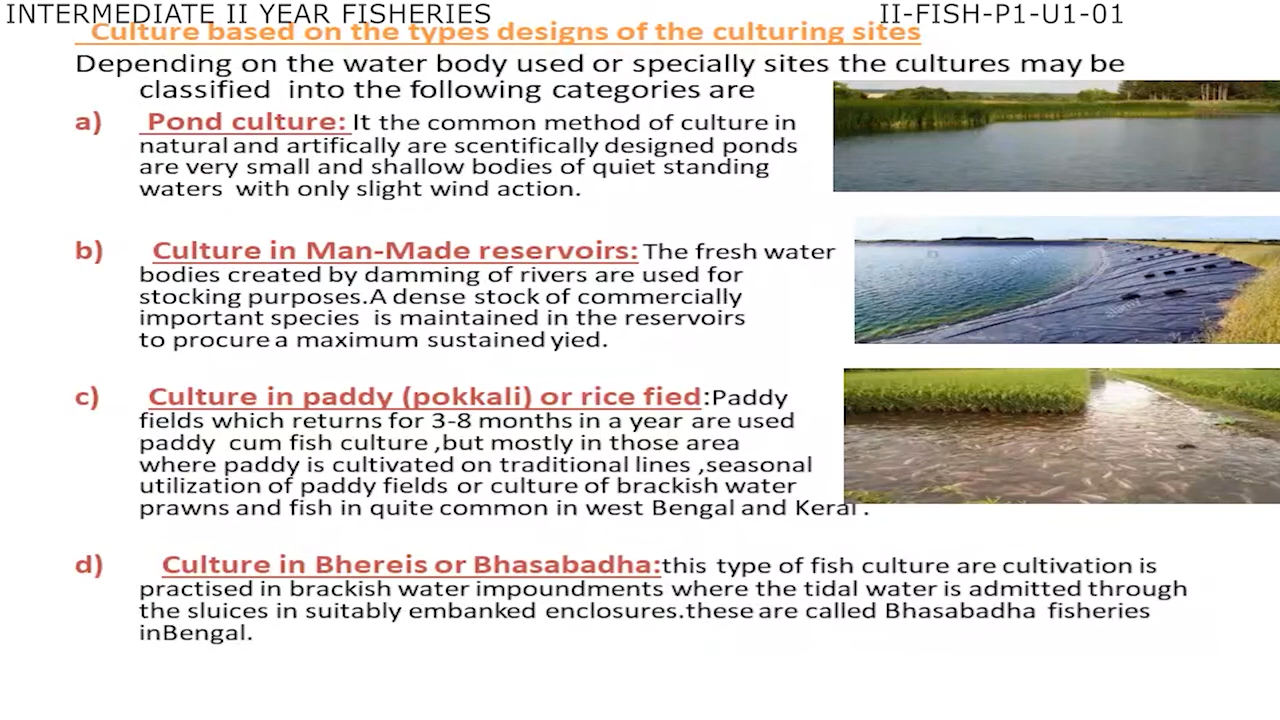 INTERMEDIATE II YEAR FISHERIES II-FISH-P1-U1-01
Culture based on the types designs of the culturing sites
Depending on the water body used or specially sites the cultures may be
classified into the following categories are
a) Pond culture: It the common method of culture in
natural and artifically are scentifically designed ponds
are very small and shallow bodies of quiet standing
waters with only slight wind action.
b) Culture in Man-Made reservoirs: The fresh water
bodies created by damming of rivers are used for
stocking purposes.A dense stock of commercially
important species is maintained in the reservoirs
to procure a maximum sustained yied.
c) Culture in paddy (pokkali) or rice fied:Paddy
fields which returns for 3-8 months in a year are used
paddy cum fish culture ,but mostly in those area
where paddy is cultivated on traditional lines ,seasonal
utilization of paddy fields or culture of brackish water
prawns and fish in quite common in west Bengal and Keral .
d) Culture in Bhereis or Bhasabadha:this type of fish culture are cultivation is
practised in brackish water impoundments where the tidal water is admitted through
the sluices in suitably embanked enclosures.these are called Bhasabadha fisheries
inBengal.